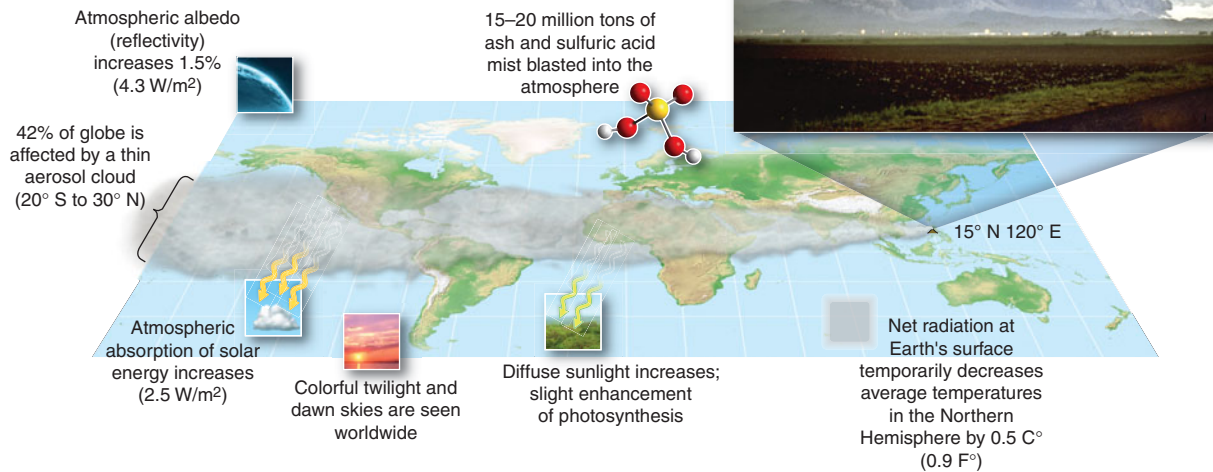 Atmospheric albedo
(reflectivity)
increases 1.5%
(4.3 W/m²)
15–20 million tons of
ash and sulfuric acid
mist blasted into the
atmosphere
42% of globe is
affected by a thin
aerosol cloud
(20° S to 30° N)
15° N 120° E
Atmospheric
absorption of solar
energy increases
(2.5 W/m²)
Colorful twilight and
dawn skies are seen
worldwide
Diffuse sunlight increases;
slight enhancement
of photosynthesis
Net radiation at
Earth's surface
temporarily decreases
average temperatures
in the Northern
Hemisphere by 0.5 C°
(0.9 F°)